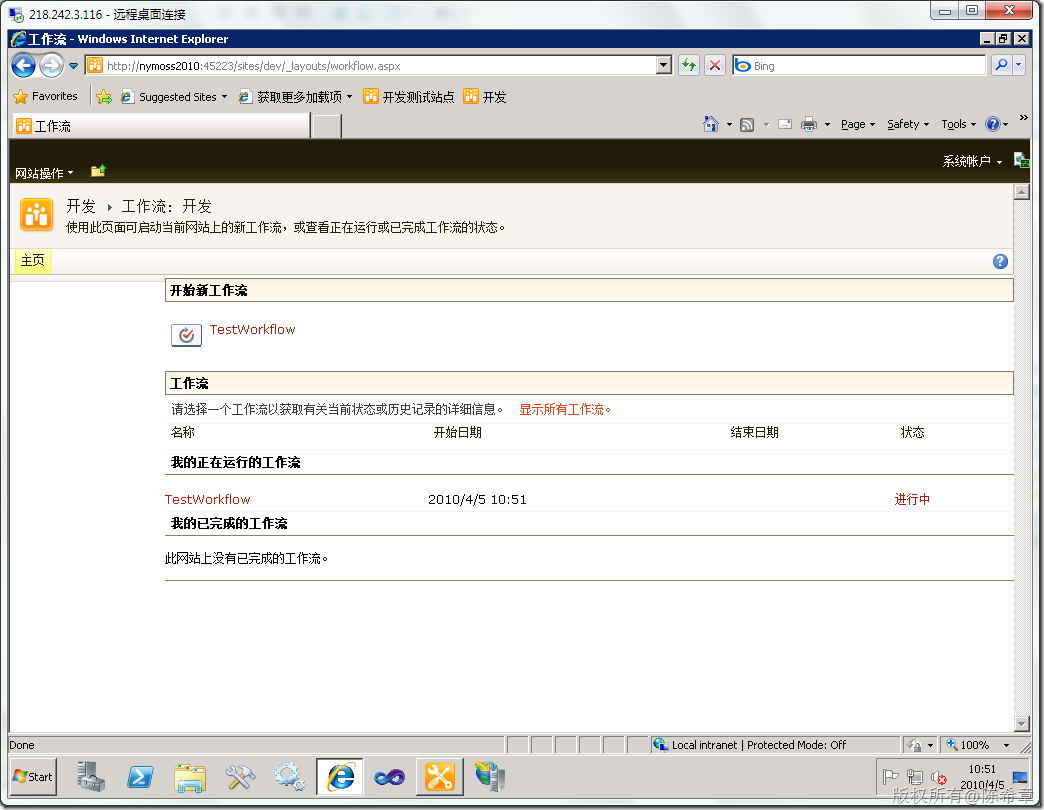 218.242.3.116 - 远程桌面连接
工作流 - Windows Internet Explorer
http://nymoss2010:45223/sites/dev/_layouts/workflow.aspx
Bing
Favorites
Suggested Sites
获取更多加载项
开发测试站点
开发
工作流
Page
Safety
Tools
系统帐户
网站操作
开发 工作流：开发
使用此页面可启动当前网站上的新工作流，或查看正在运行或已完成工作流的状态。
主页
开始新工作流
TestWorkflow
工作流
请选择一个工作流以获取有关当前状态或历史记录的详细信息。 显示所有工作流。
名称 开始日期 结束日期 状态
我的正在运行的工作流
TestWorkflow 2010/4/5 10:51 进行中
我的已完成的工作流
此网站上没有已完成的工作流。
Done
Local intranet | Protected Mode: Off
100%
Start
10:51
2010/4/5
版权所有@陈希章